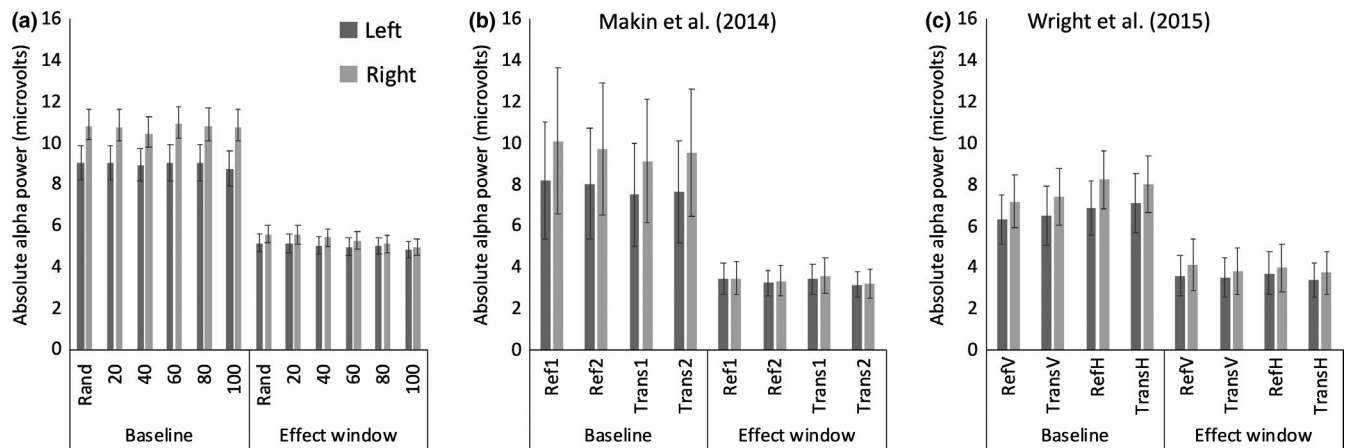 (a)
Absolute alpha power (microvolts)
16
14
12
10
8
6
4
2
0
Left
Right
Rand
20
40
60
80
100
Rand
20
40
60
80
100
Baseline
Effect window
(b)
Makin et al. (2014)
Absolute alpha power (microvolts)
16
14
12
10
8
6
4
2
0
Ref1
Ref2
Trans1
Trans2
Ref1
Ref2
Trans1
Trans2
Baseline
Effect window
(c)
Wright et al. (2015)
Absolute alpha power (microvolts)
16
14
12
10
8
6
4
2
0
RefV
TransV
RefH
TransH
RefV
TransV
RefH
TransH
Baseline
Effect window